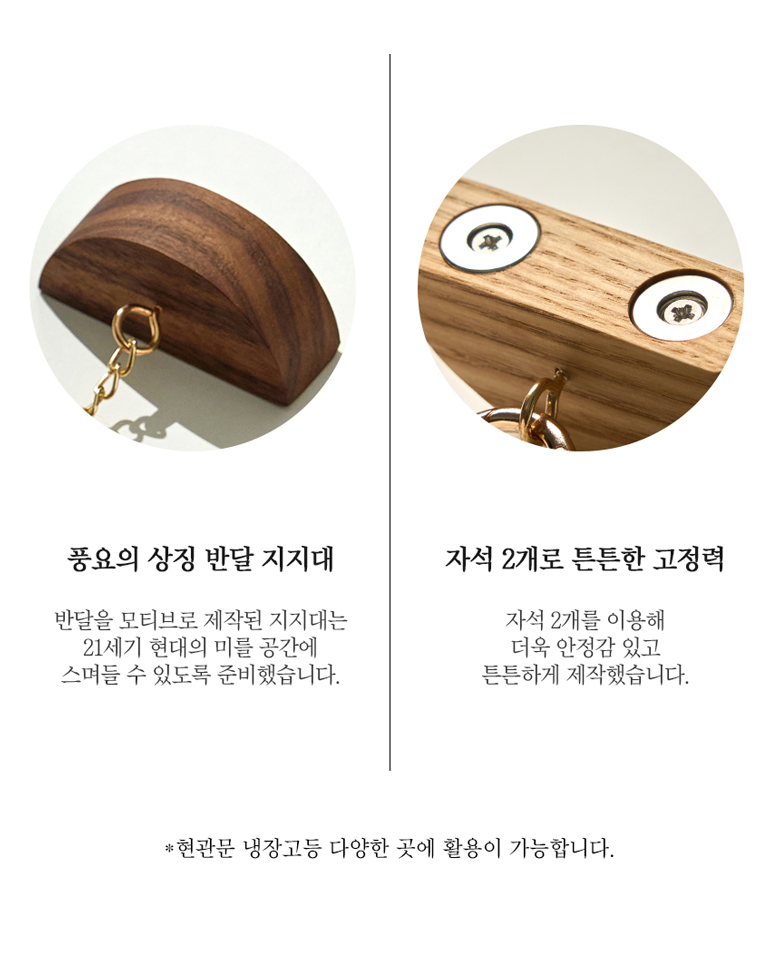 풍요의 상징 반달 지지대
반달을 모티브로 제작된 지지대는
21세기 현대의 미를 공간에
스며들 수 있도록 준비했습니다.
자석 2개로 튼튼한 고정력
자석 2개를 이용해
더욱 안정감 있고
튼튼하게 제작했습니다.
*현관문 냉장고등 다양한 곳에 활용이 가능합니다.